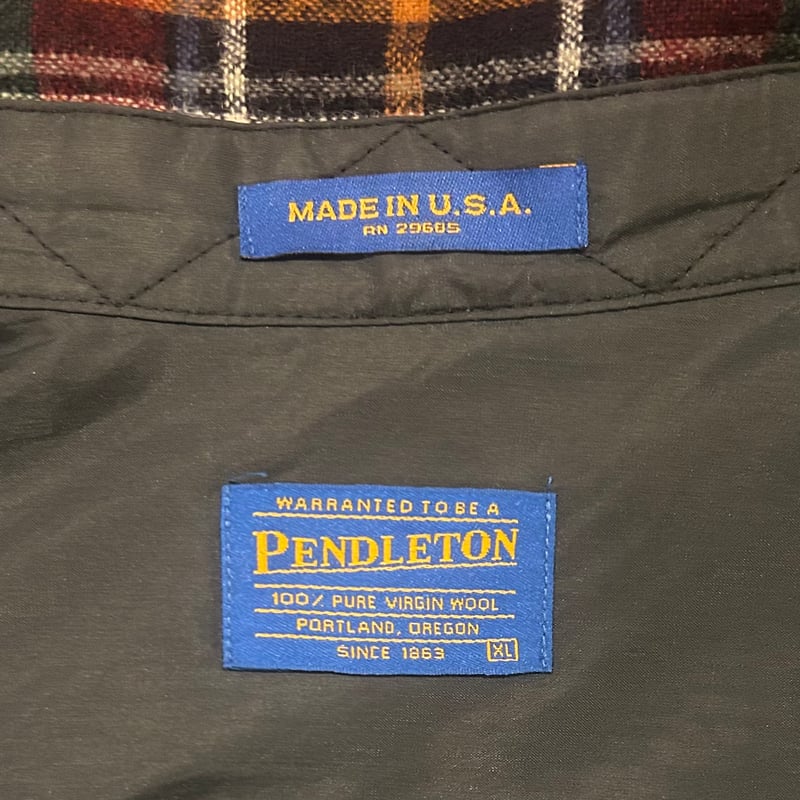 MADE IN U.S.A.
RN 29685
WARRANTED TO BE A
PENDLETON
100% PURE VIRGIN WOOL
PORTLAND, OREGON
SINCE 1863 XL